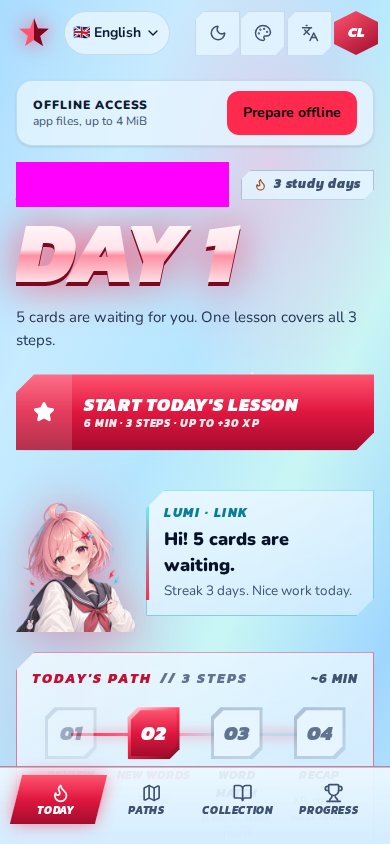 🇬🇧 English
CL
OFFLINE ACCESS
app files, up to 4 MiB
Prepare offline
3 study days
DAY 1
5 cards are waiting for you. One lesson covers all 3
steps.
START TODAY'S LESSON
6 MIN · 3 STEPS · UP TO +30 XP
LUMI · LINK
Hi! 5 cards are
waiting.
Streak 3 days. Nice work today.
TODAY'S PATH // 3 STEPS
~6 MIN
01 02 03 04
NEW WORDS WORD RECAP
TODAY PATHS COLLECTION PROGRESS